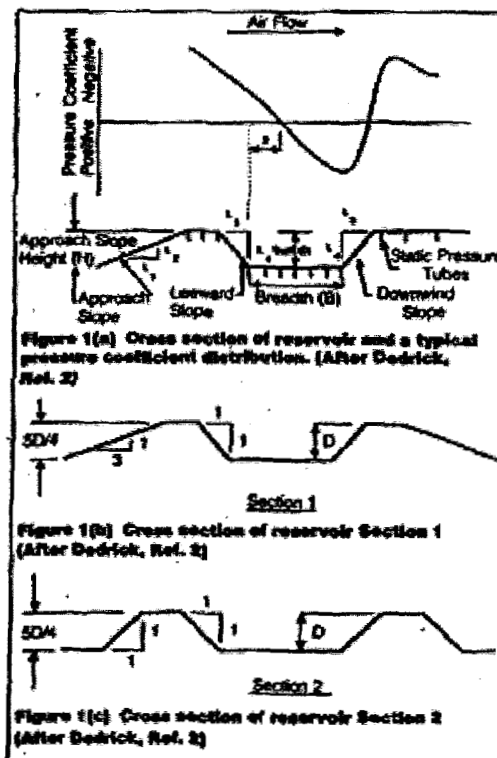 Air Flow
Pressure Coefficient
Positive Negative
Approach Slope
Height (H)
Approach
Slope
Leeward
Slope
Breadth (B)
Static Pressure
Tubes
Downwind
Slope
Figure 1(a) Cross section of reservoir and a typical
pressure coefficient distribution. (After Dedrick,
Ref. 2)
5D/4
1
3
1
1
D
Section 1
Figure 1(b) Cross section of reservoir Section 1
(After Dedrick, Ref. 2)
5D/4
1
1
1
1
D
Section 2
Figure 1(c) Cross section of reservoir Section 2
(After Dedrick, Ref. 2)